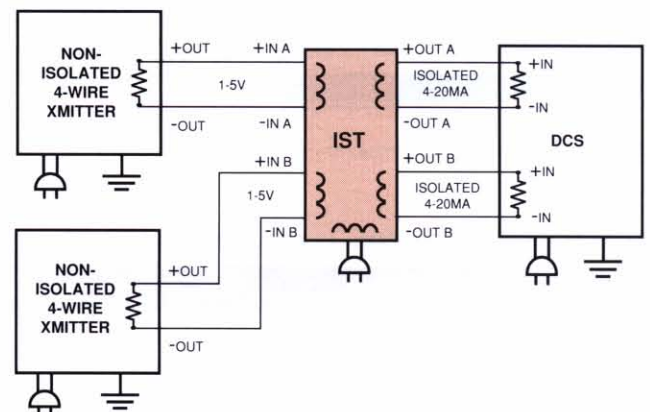 NON-
ISOLATED
4-WIRE
XMITTER
+OUT
-OUT
1-5V
+IN A
-IN A
+IN B
1-5V
-IN B
IST
+OUT A
ISOLATED
4-20MA
-OUT A
+OUT B
ISOLATED
4-20MA
-OUT B
+IN
-IN
DCS
+IN
-IN
NON-
ISOLATED
4-WIRE
XMITTER
+OUT
-OUT